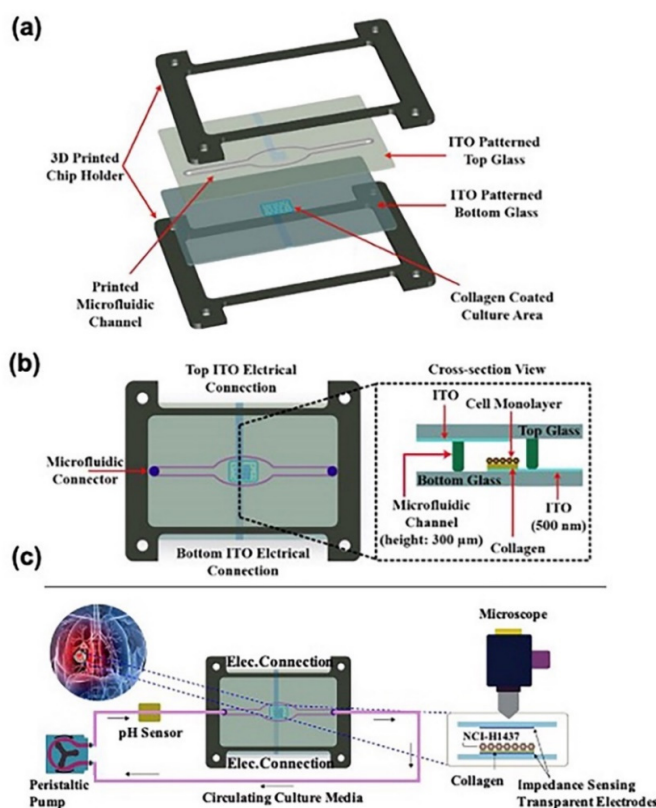 (a)
3D Printed
Chip Holder
ITO Patterned
Top Glass
ITO Patterned
Bottom Glass
Printed
Microfluidic
Channel
Collagen Coated
Culture Area
(b)
Top ITO Elctrical
Connection
Microfluidic
Connector
Bottom ITO Electrical
Connection
Cross-section View
ITO
Cell Monolayer
Top Glass
Bottom Glass
Microfluidic
Channel
(height: 300 μm)
Collagen
ITO
(500 nm)
(c)
Microscope
Elec.Connection
pH Sensor
Elec.Connection
Peristaltic
Pump
Circulating Culture Media
NCI-H1437
Collagen
Impedance Sensing
Transparent Electrodes